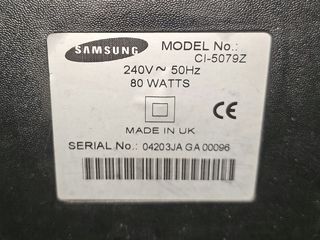 SAMSUNG
MODEL No.:
CI-5079Z
240V ~ 50Hz
80 WATTS
CE
MADE IN UK
SERIAL No.: 04203JA GA 00096